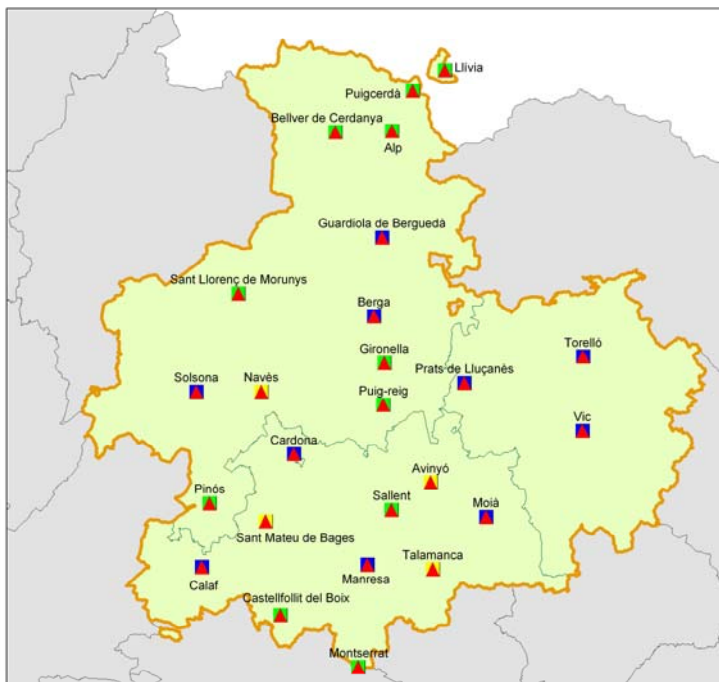 Llívia
Puigcerdà
Bellver de Cerdanya
Alp
Guardiola de Berguedà
Sant Llorenç de Morunys
Berga
Torelló
Gironella
Prats de Lluçanès
Solsona
Navès
Puig-reig
Vic
Cardona
Avinyó
Pinós
Sallent
Moià
Sant Mateu de Bages
Talamanca
Manresa
Calaf
Castellfollit del Boix
Montserrat